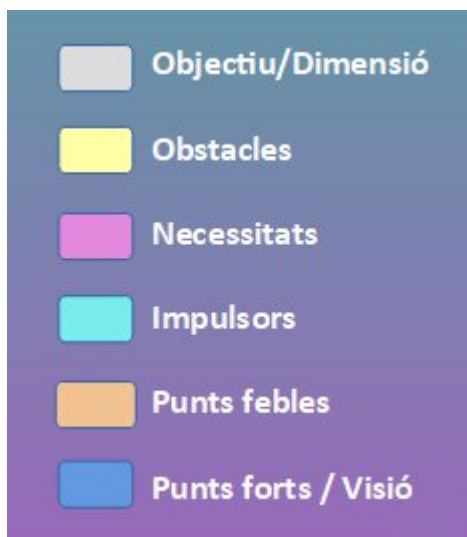 Objectiu/Dimensió
Obstacles
Necessitats
Impulsors
Punts febles
Punts forts / Visió